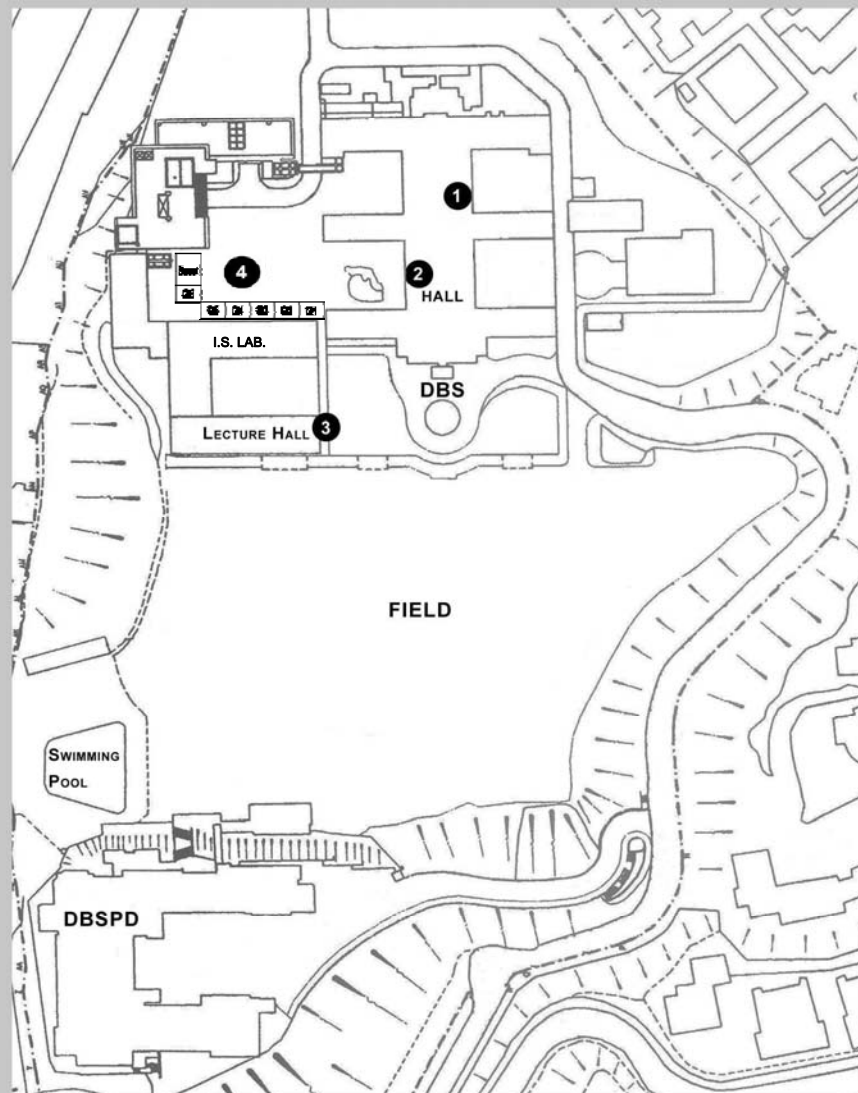 1
2
HALL
4
I.S. LAB.
DBS
LECTURE HALL
3
FIELD
SWIMMING
POOL
DBSPD